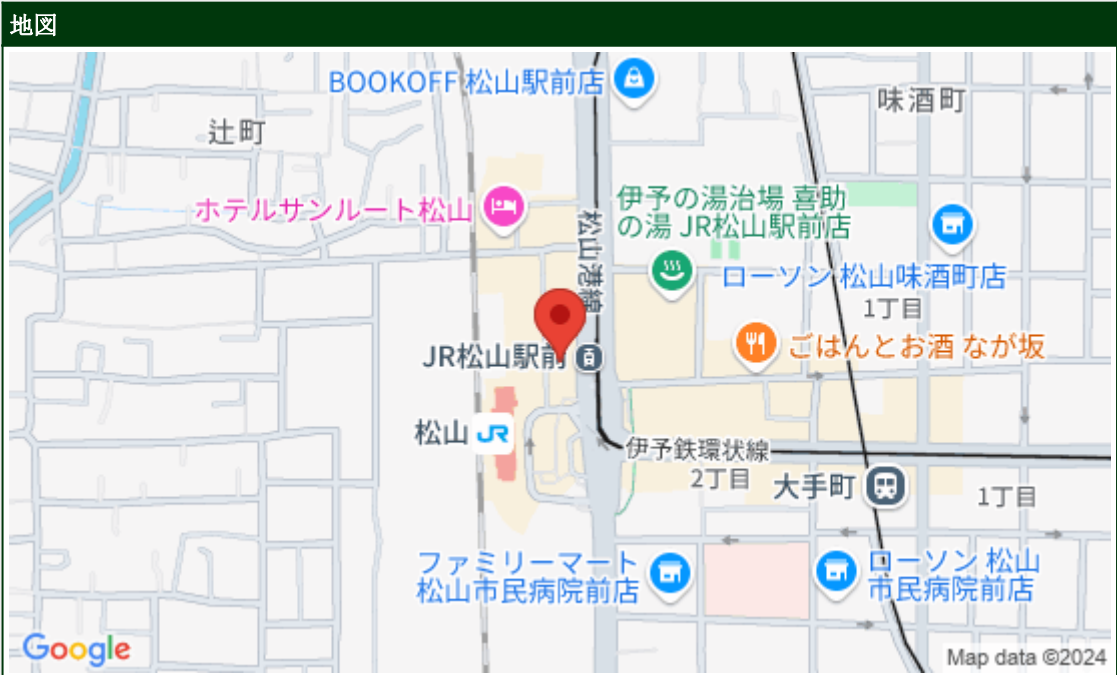 地図
BOOKOFF 松山駅前店
味酒町
辻町
ホテルサンルート松山
伊予の湯治場 喜助
の湯 JR松山駅前店
松山港線
ローソン 松山味酒町店
1丁目
ごはんとお酒 なが坂
JR松山駅前
松山 JR
伊予鉄環状線
2丁目
大手町
1丁目
ファミリーマート
松山市民病院前店
ローソン 松山
市民病院前店
Google
Map data ©2024